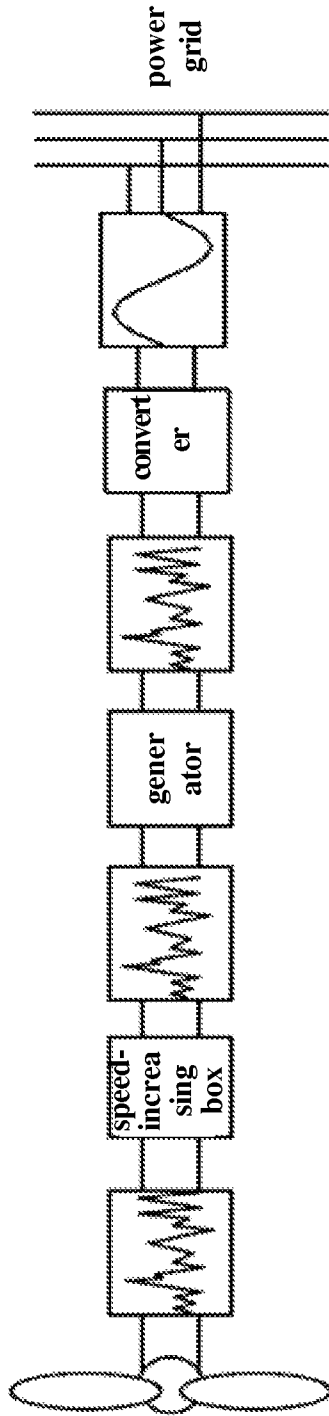 speed-
increa
sing
box
gener
ator
convert
er
power
grid